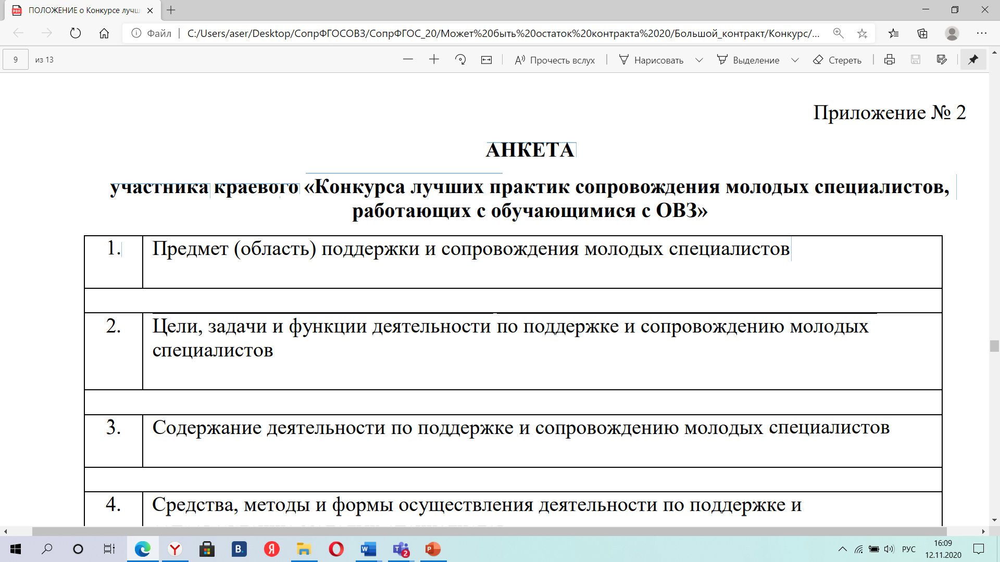 ПОЛОЖЕНИЕ о Конкурсе лучш
Файл
C:/Users/aser/Desktop/СопрФГОСОВЗ/СопрФГОС_20/Может%20быть%20остаток%20контракта%2020/Большой_контракт/Конкурс/...
9 из 13
Прочесть вслух
Нарисовать
Выделение
Стереть
Приложение № 2
АНКЕТА
участника краевого «Конкурса лучших практик сопровождения молодых специалистов,
работающих с обучающимися с ОВЗ»
1. Предмет (область) поддержки и сопровождения молодых специалистов
2. Цели, задачи и функции деятельности по поддержке и сопровождению молодых
специалистов
3. Содержание деятельности по поддержке и сопровождению молодых специалистов
4. Средства, методы и формы осуществления деятельности по поддержке и
РУС
16:09
12.11.2020